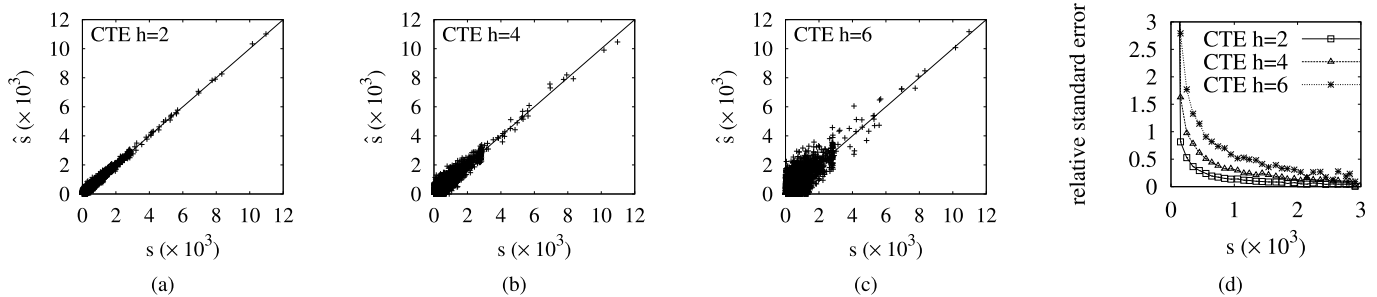 CTE h=2
12
10
8
6
4
2
0
ŝ (× 10³)
0 2 4 6 8 10 12
s (× 10³)
(a)
CTE h=4
12
10
8
6
4
2
0
ŝ (× 10³)
0 2 4 6 8 10 12
s (× 10³)
(b)
CTE h=6
12
10
8
6
4
2
0
ŝ (× 10³)
0 2 4 6 8 10 12
s (× 10³)
(c)
relative standard error
3
2.5
2
1.5
1
0.5
0
CTE h=2
CTE h=4
CTE h=6
0 1 2 3
s (× 10³)
(d)